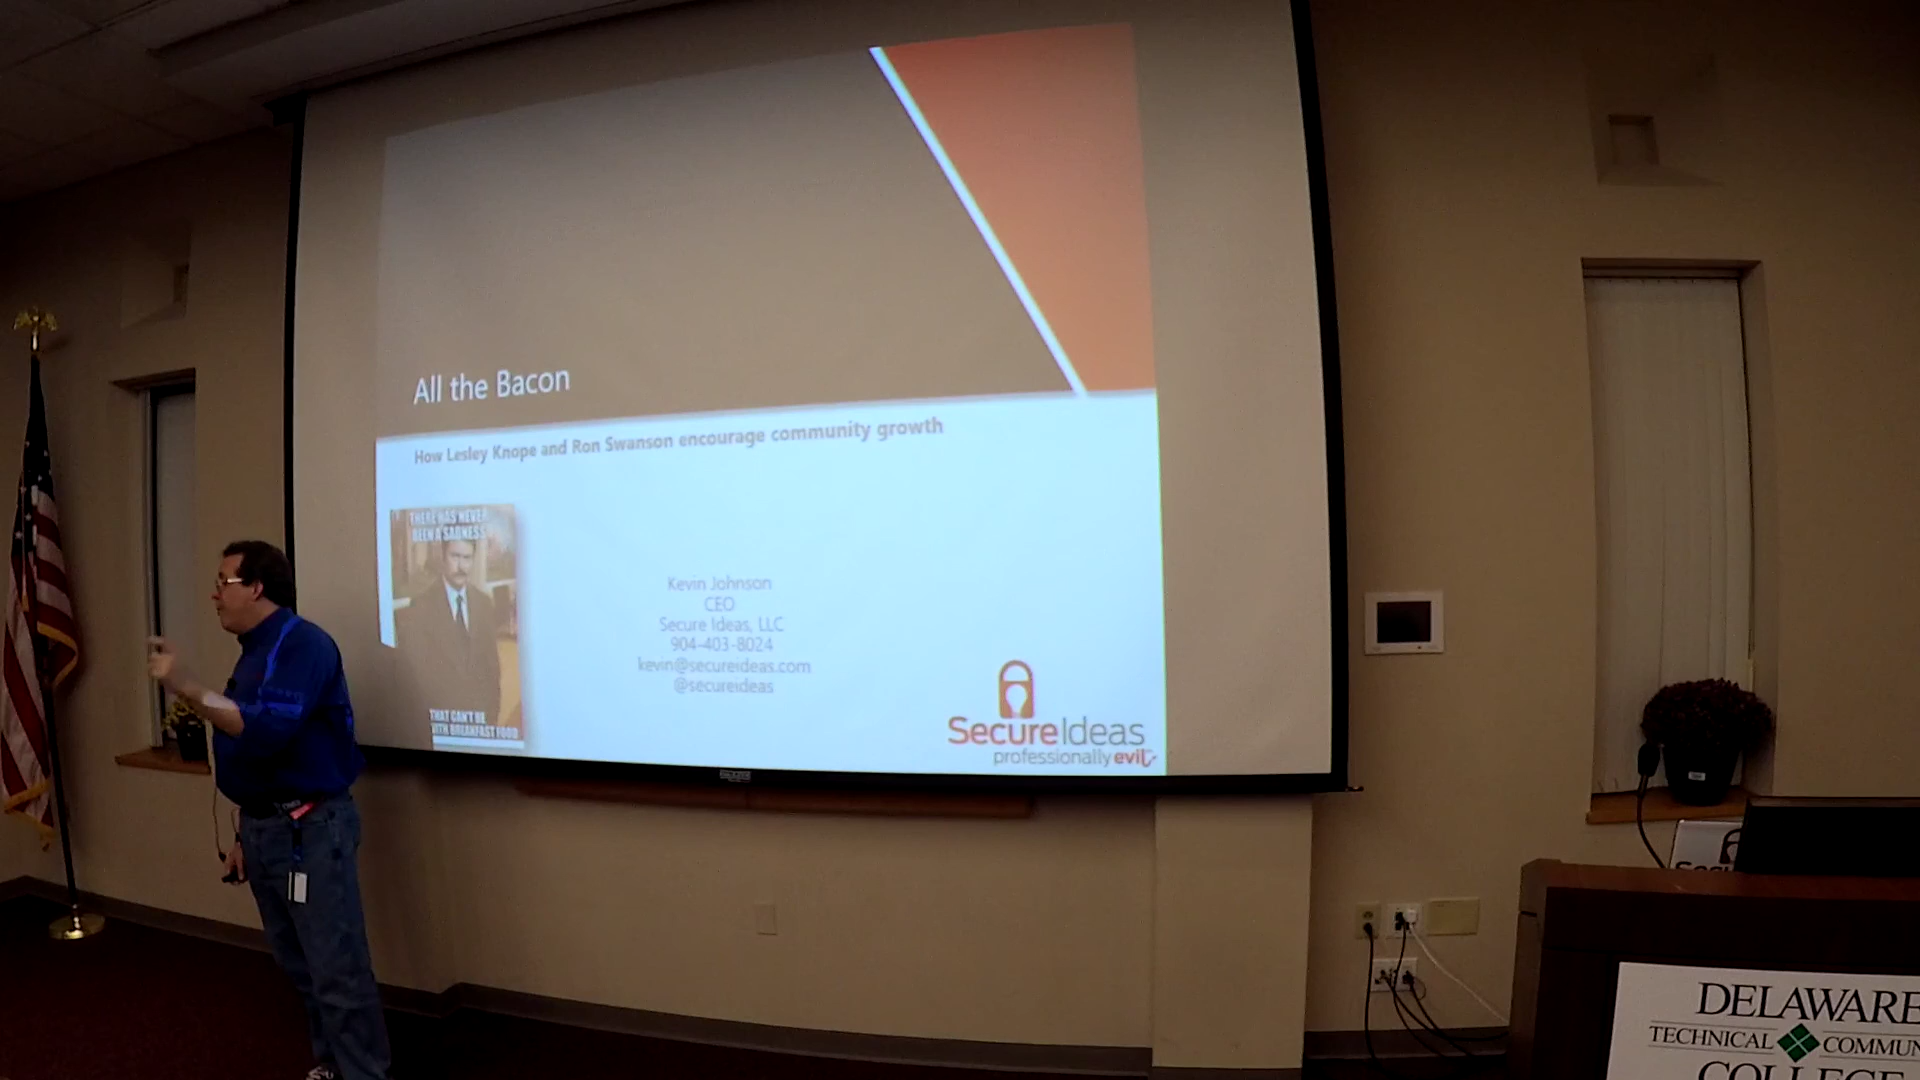 All the Bacon
How Lesley Knope and Ron Swanson encourage community growth
THERE HAS NEVER
BEEN A SADNESS
THAT CAN'T BE
WITH BREAKFAST FOOD
Kevin Johnson
CEO
Secure Ideas, LLC
904-403-8024
kevin@secureideas.com
@secureideas
SecureIdeas
professionally evil
DELAWARE
TECHNICAL COMMUN
COLLEGE